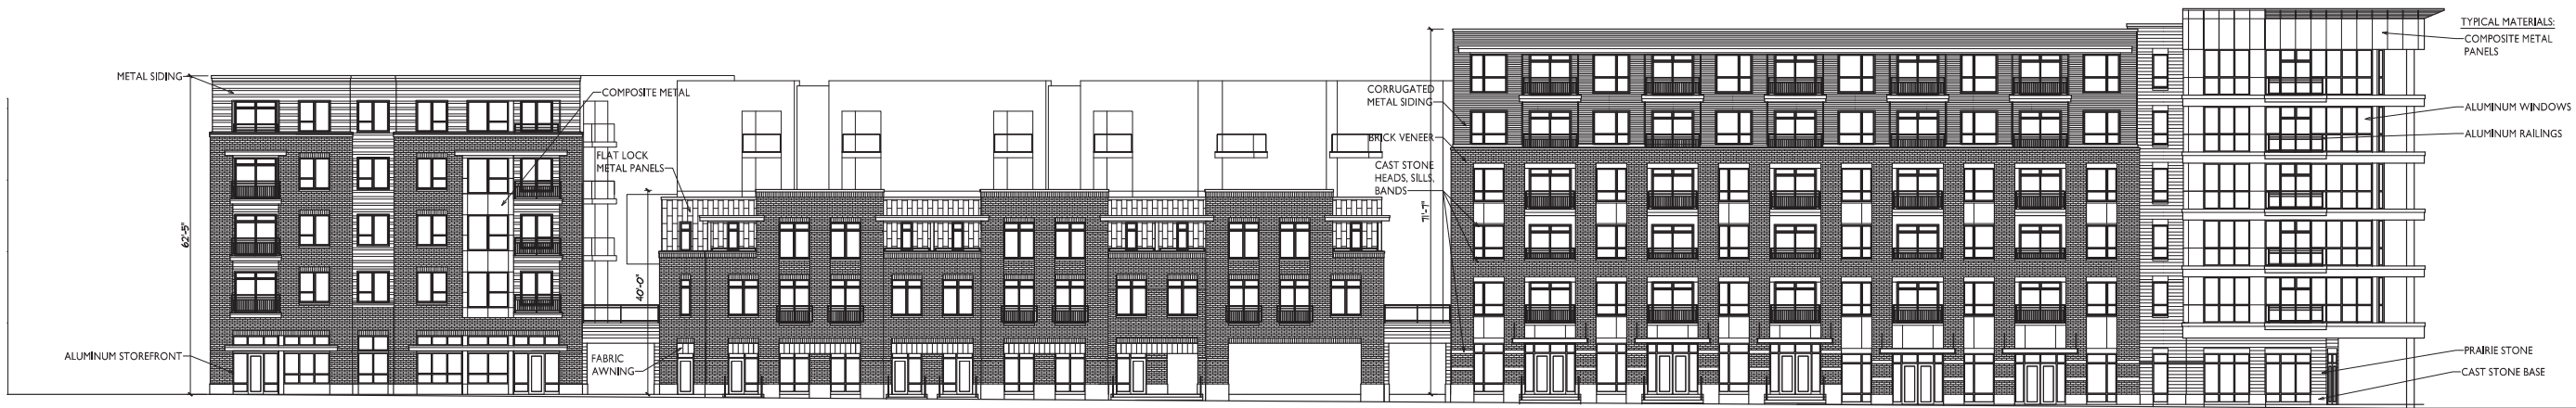 METAL SIDING
62'-5"
ALUMINUM STOREFRONT
COMPOSITE METAL
FLAT LOCK
METAL PANELS
40'-0"
FABRIC
AWNING
CORRUGATED
METAL SIDING
BRICK VENEER
CAST STONE
HEADS, SILLS,
BANDS
71'-7"
TYPICAL MATERIALS:
COMPOSITE METAL
PANELS
ALUMINUM WINDOWS
ALUMINUM RAILINGS
PRAIRIE STONE
CAST STONE BASE